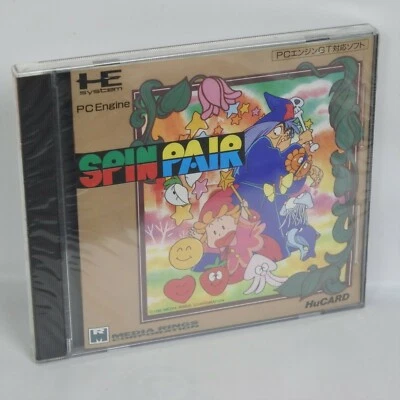 PCエンジンGT対応ソフト
HE
system
PC Engine
SPIN PAIR
MEDIA RINGS
CORPORATION
HuCARD